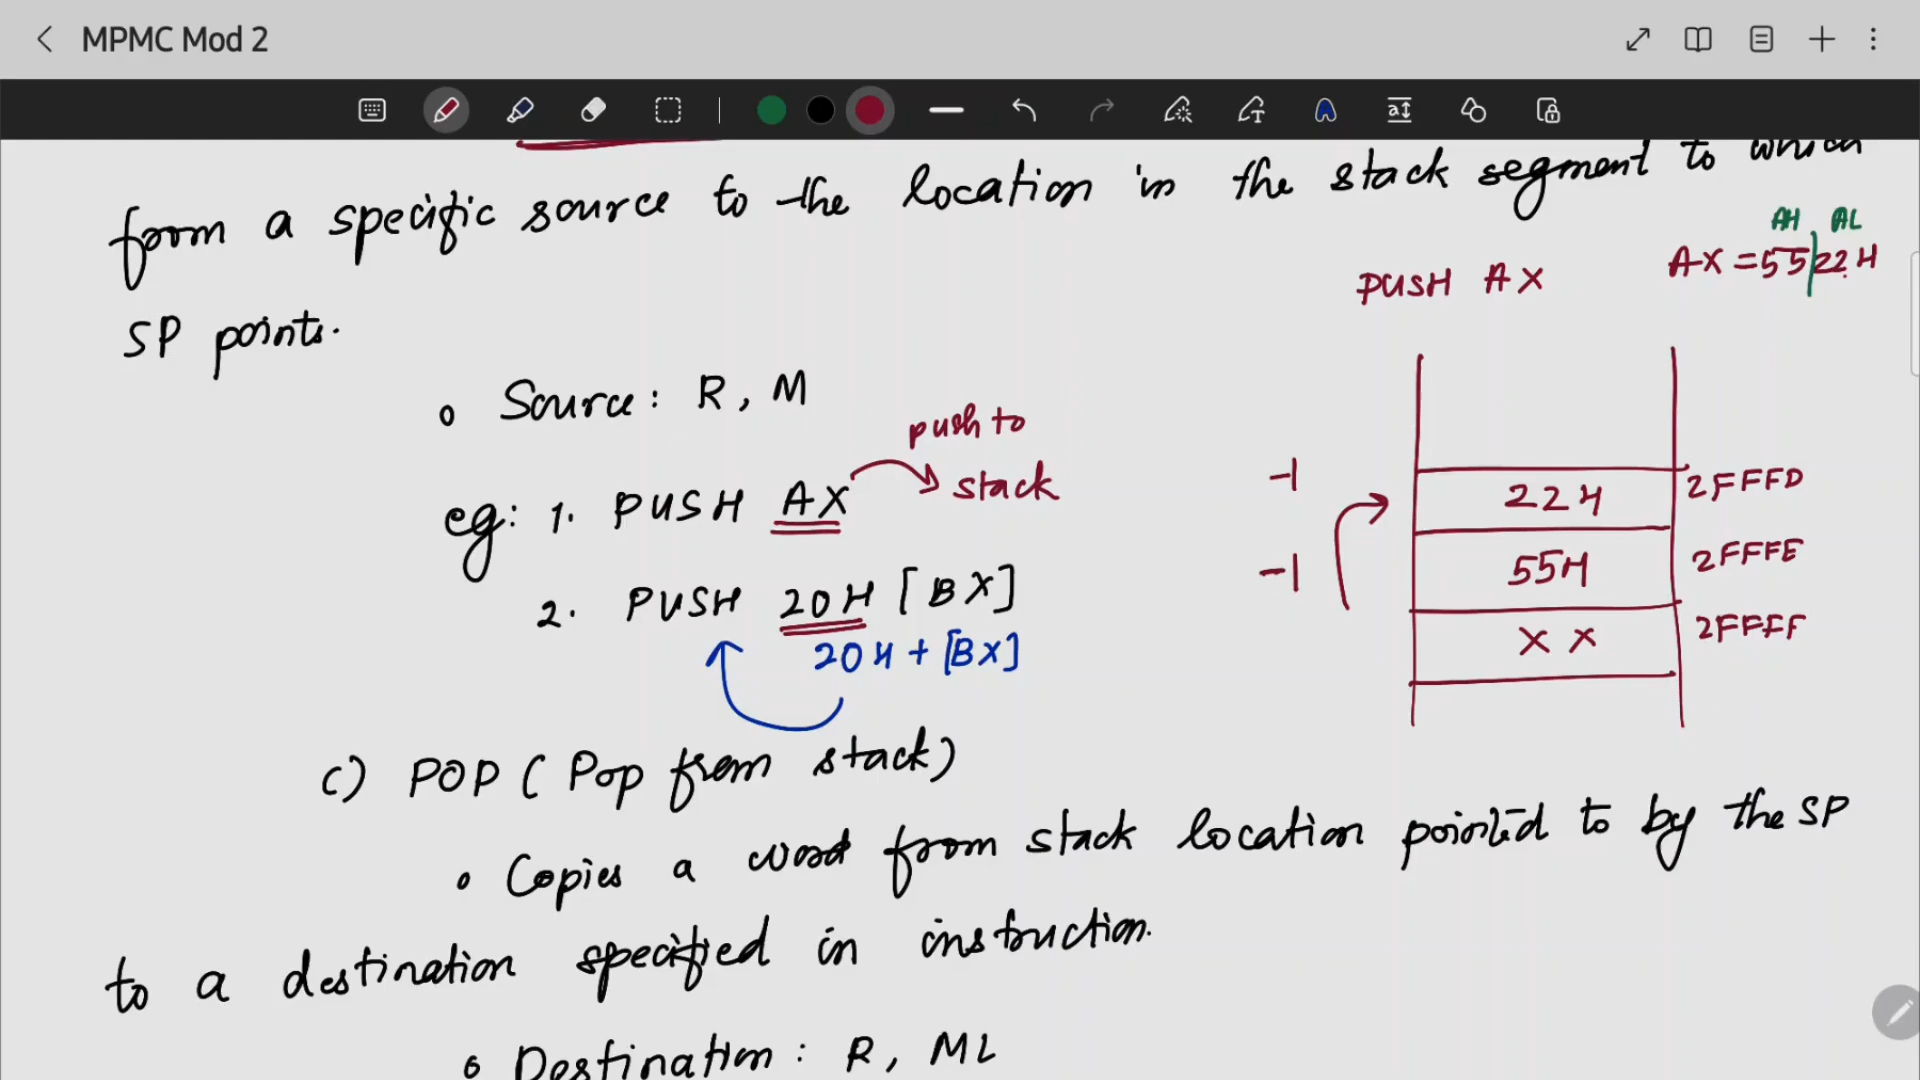 MPMC Mod 2
from a specific source to the location in the stack segment to which
SP points.
AH AL
PUSH AX AX = 5522H
Source: R, M
eg: 1. PUSH AX
push to
stack
2. PUSH 20H [BX]
20H + [BX]
-1 22H 2FFFD
-1 55H 2FFFE
X X 2FFFF
c) POP ( Pop from stack)
Copies a word from stack location pointed to by the SP
to a destination specified in instruction.
Destination: R, ML